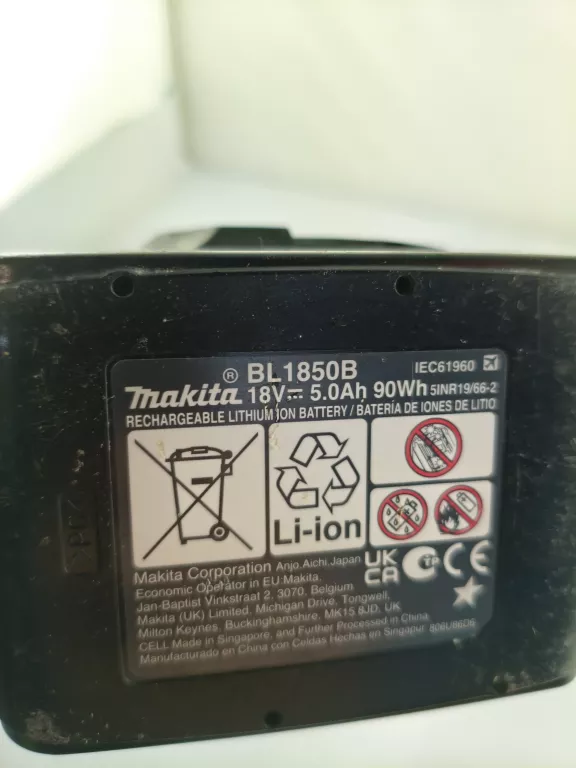 ® BL1850B IEC61960
makita 18V⎓ 5.0Ah 90Wh 5INR19/66-2
RECHARGEABLE LITHIUM ION BATTERY / BATERÍA DE IONES DE LITIO
Li-ion
Makita Corporation Anjo, Aichi, Japan
Economic Operator in EU: Makita,
Jan-Baptist Vinkstraat 2, 3070, Belgium
Makita (UK) Limited. Michigan Drive, Tongwell,
Milton Keynes, Buckinghamshire, MK15 8JD, UK
CELL Made in Singapore, and Further Processed in China
Manufacturado en China con Celdas Hechas en Singapur 806U86D6
UK
CA
CE